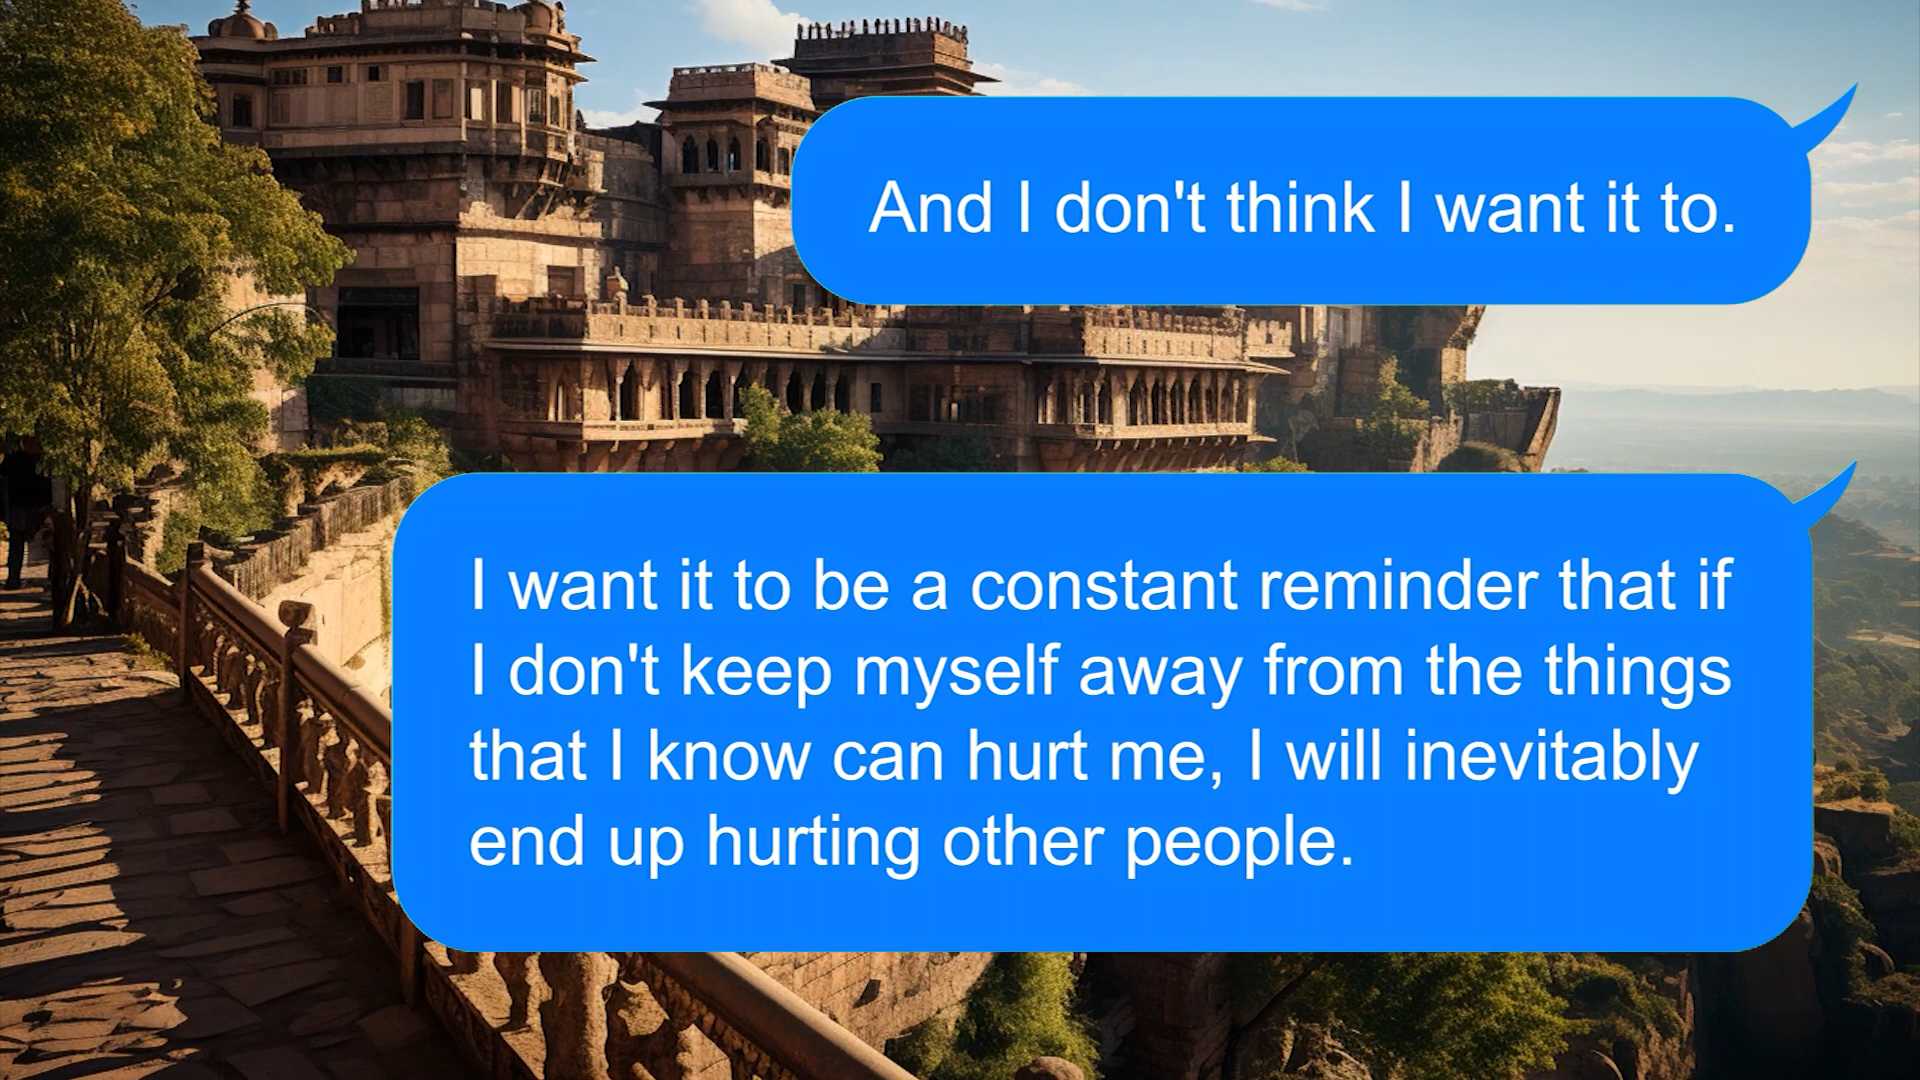 And I don't think I want it to.
I want it to be a constant reminder that if
I don't keep myself away from the things
that I know can hurt me, I will inevitably
end up hurting other people.